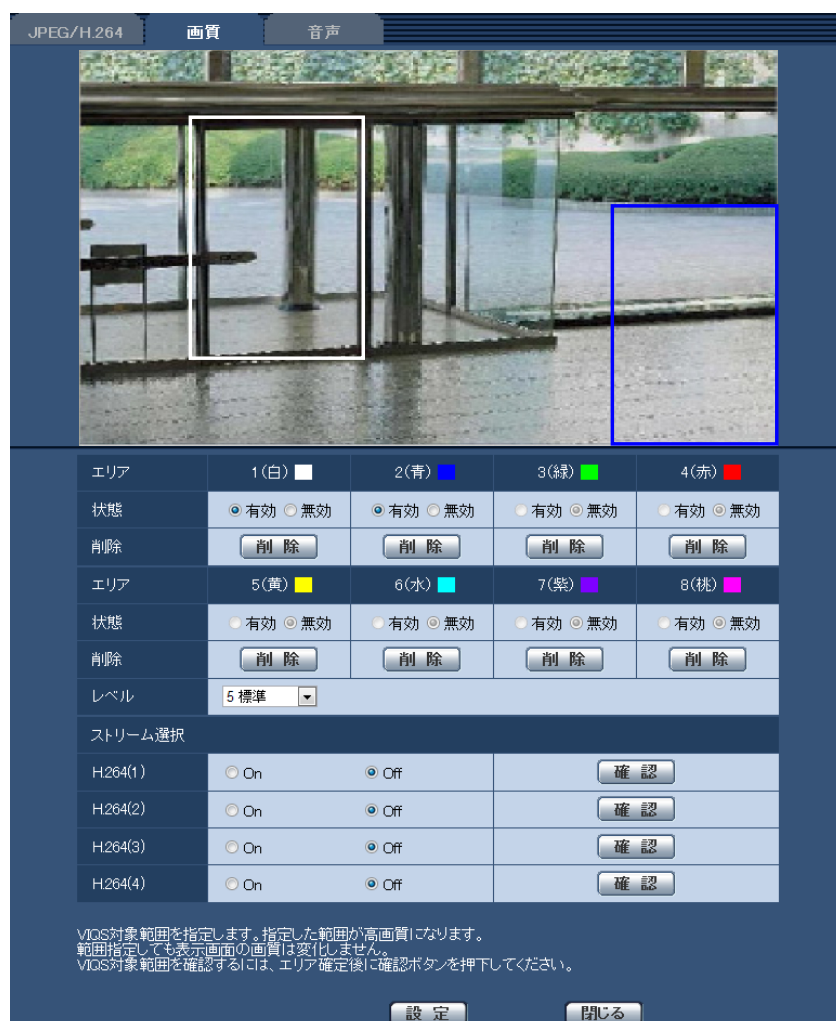 JPEG/H.264 画質 音声
エリア 1(白) 2(青) 3(緑) 4(赤)
状態 有効 無効 有効 無効 有効 無効 有効 無効
削除 削除 削除 削除 削除
エリア 5(黄) 6(水) 7(紫) 8(桃)
状態 有効 無効 有効 無効 有効 無効 有効 無効
削除 削除 削除 削除 削除
レベル 5 標準
ストリーム選択
H.264(1) On Off 確認
H.264(2) On Off 確認
H.264(3) On Off 確認
H.264(4) On Off 確認
VIQS対象範囲を指定します。指定した範囲が高画質になります。
範囲指定しても表示画面の画質は変化しません。
VIQS対象範囲を確認するには、エリア確定後に確認ボタンを押下してください。
設定 閉じる